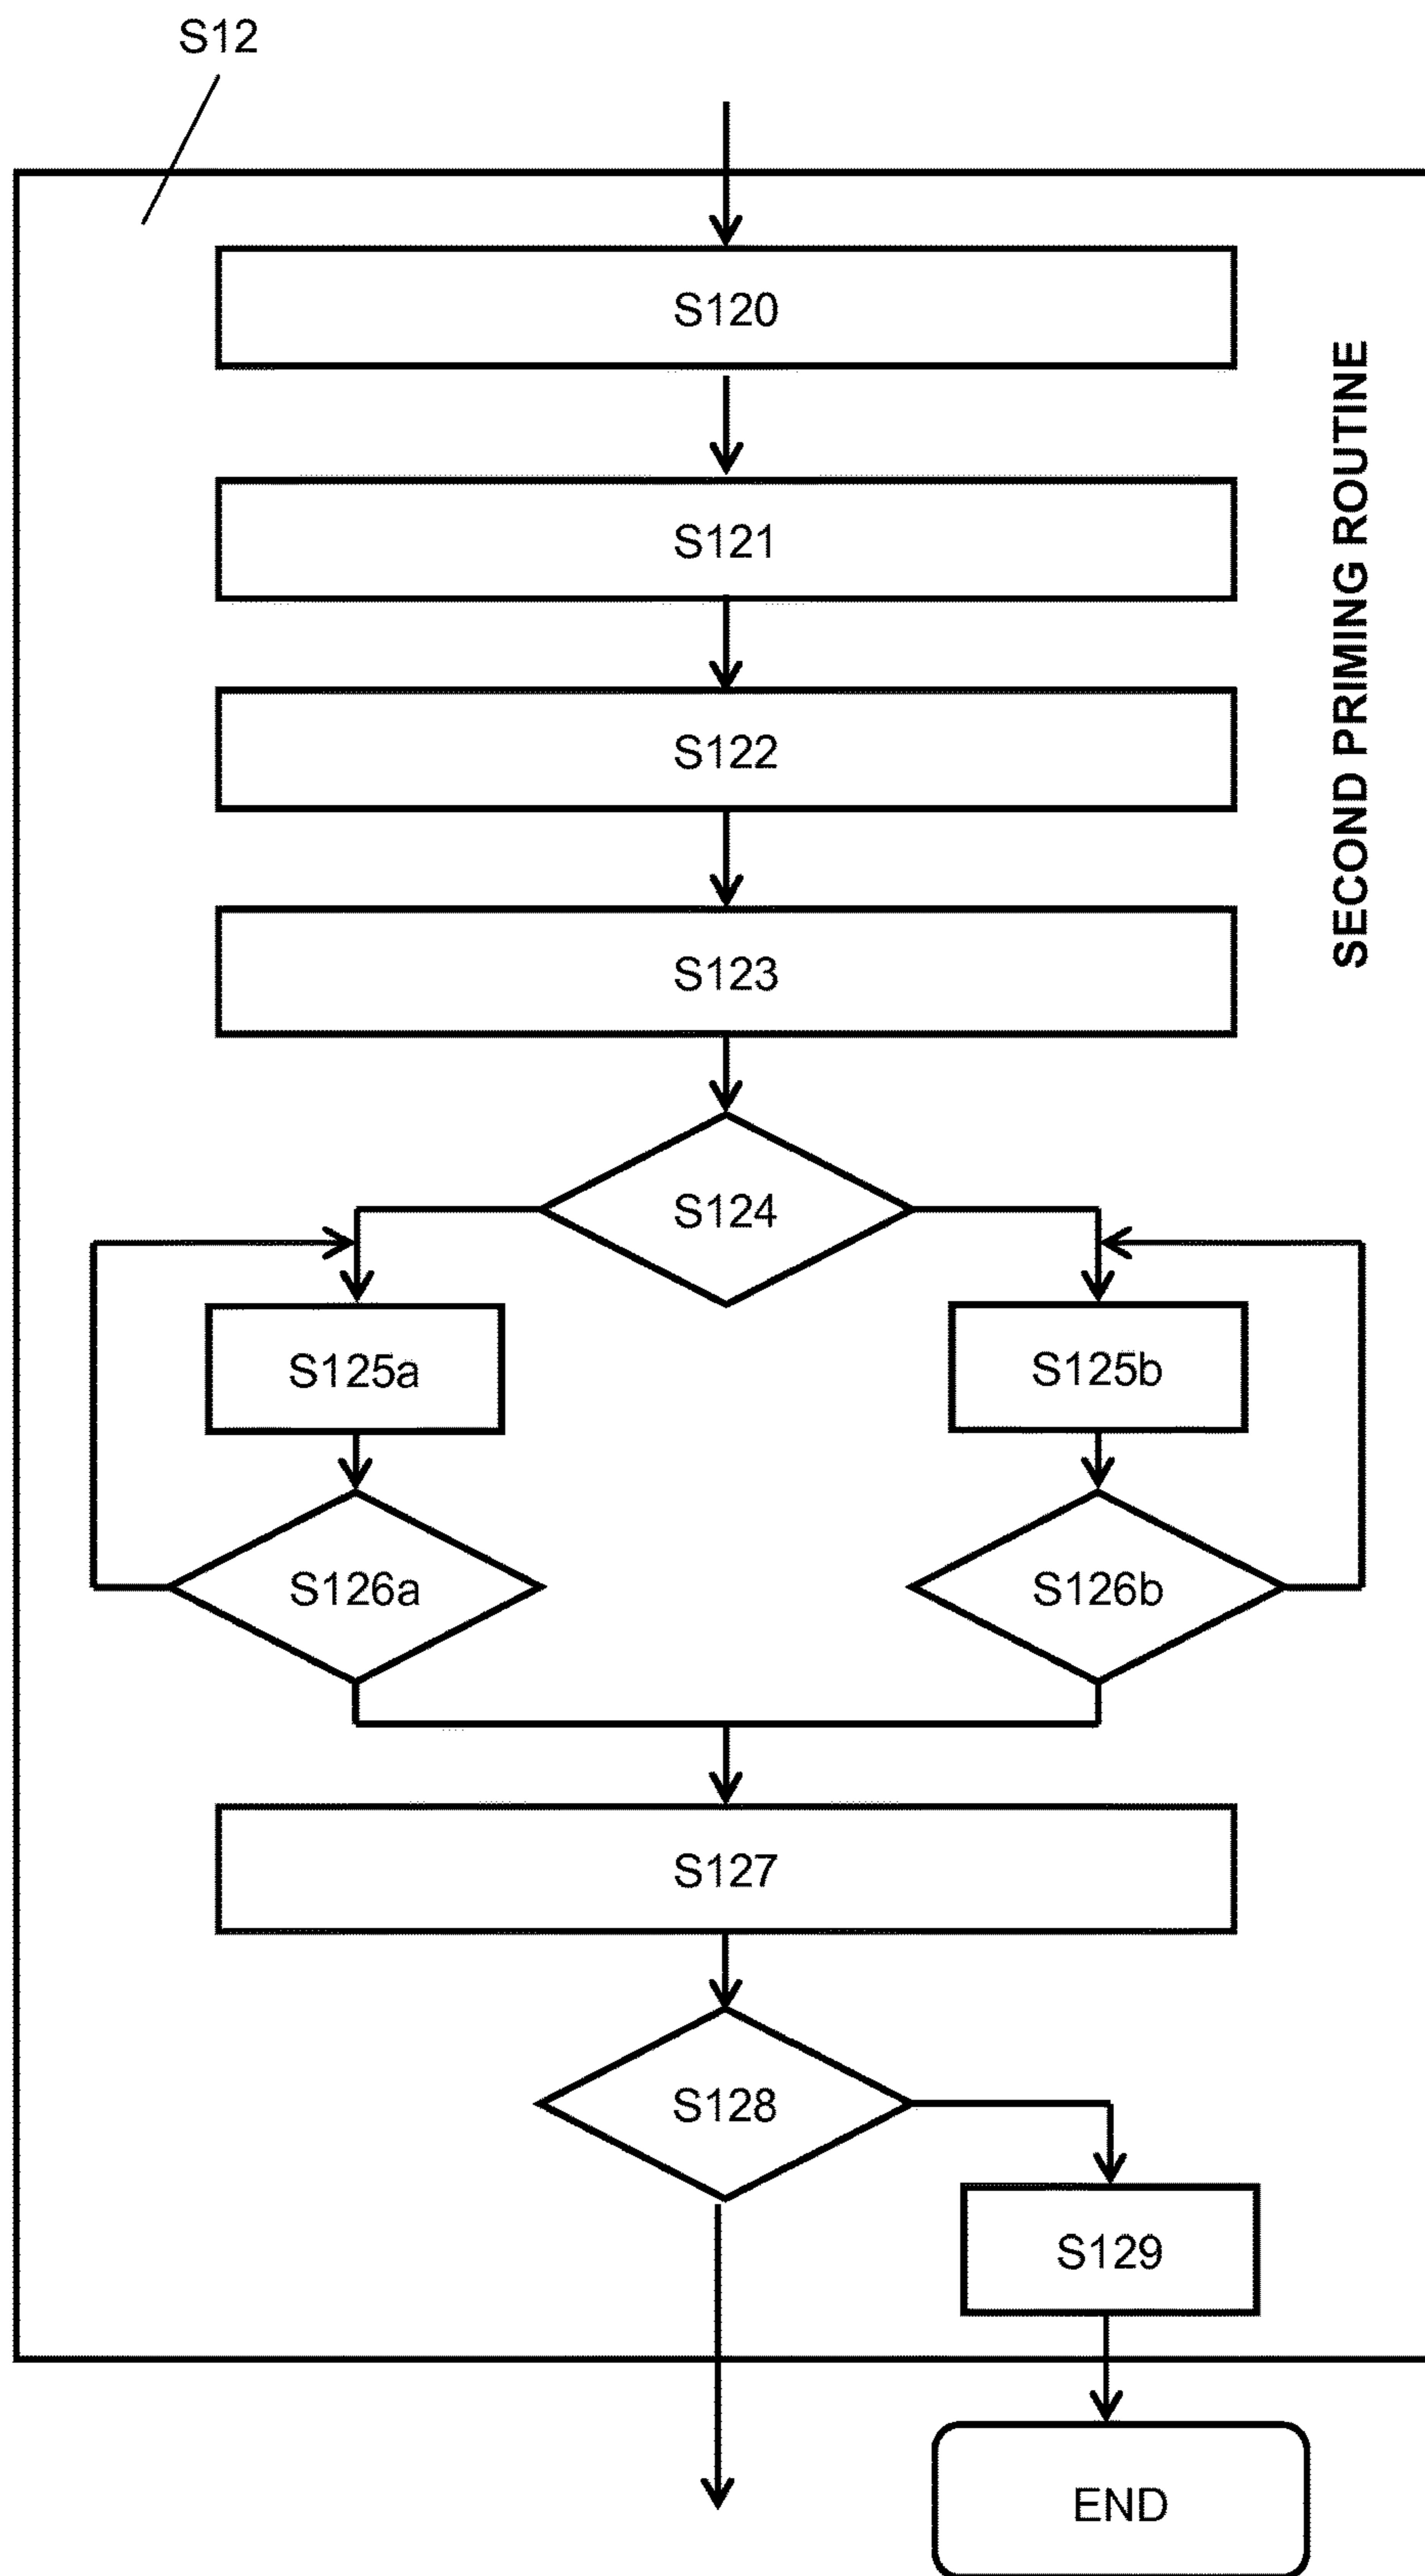 S12
S120
SECOND PRIMING ROUTINE
S121
S122
S123
S124
S125a
S125b
S126a
S126b
S127
S128
S129
END